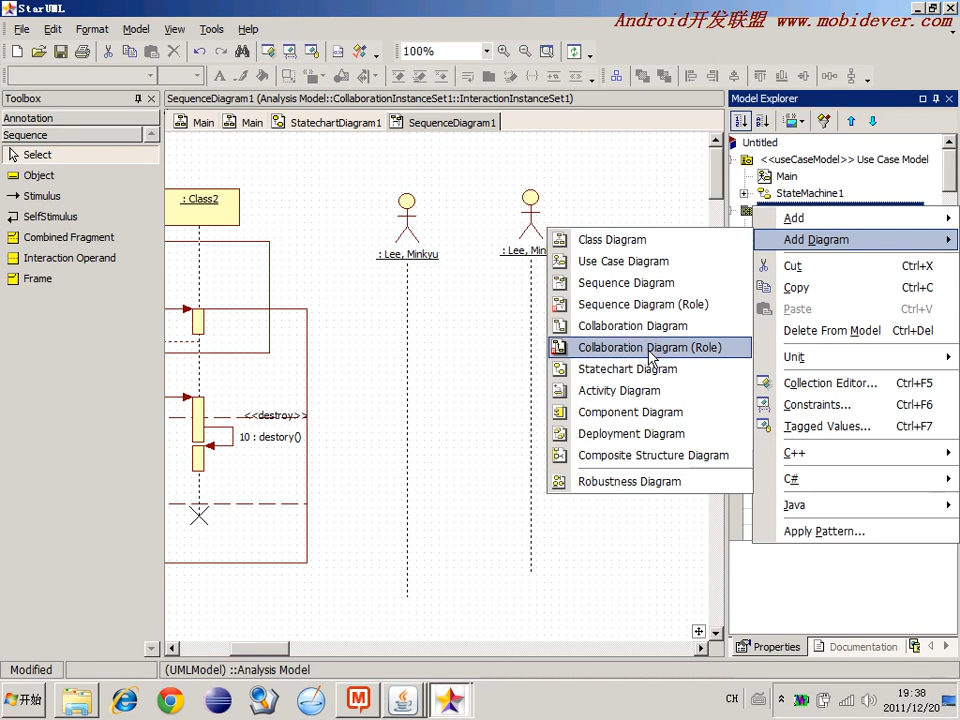 StarUML
Android开发联盟 www.mobidever.com
File Edit Format Model View Tools Help
100%
Toolbox
SequenceDiagram1 (Analysis Model::CollaborationInstanceSet1::InteractionInstanceSet1)
Model Explorer
Annotation
Sequence
Select
Object
Stimulus
SelfStimulus
Combined Fragment
Interaction Operand
Frame
Main
Main
StatechartDiagram1
SequenceDiagram1
: Class2
: Lee, Minkyu
: Lee, Min
<<destroy>>
10 : destory()
Untitled
<<useCaseModel>> Use Case Model
Main
StateMachine1
Add
Add Diagram
Cut Ctrl+X
Copy Ctrl+C
Paste Ctrl+V
Delete From Model Ctrl+Del
Unit
Collection Editor... Ctrl+F5
Constraints... Ctrl+F6
Tagged Values... Ctrl+F7
C++
C#
Java
Apply Pattern...
Class Diagram
Use Case Diagram
Sequence Diagram
Sequence Diagram (Role)
Collaboration Diagram
Collaboration Diagram (Role)
Statechart Diagram
Activity Diagram
Component Diagram
Deployment Diagram
Composite Structure Diagram
Robustness Diagram
Properties
Documentation
Modified
(UMLModel) ::Analysis Model
开始
CH
19:38
2011/12/20